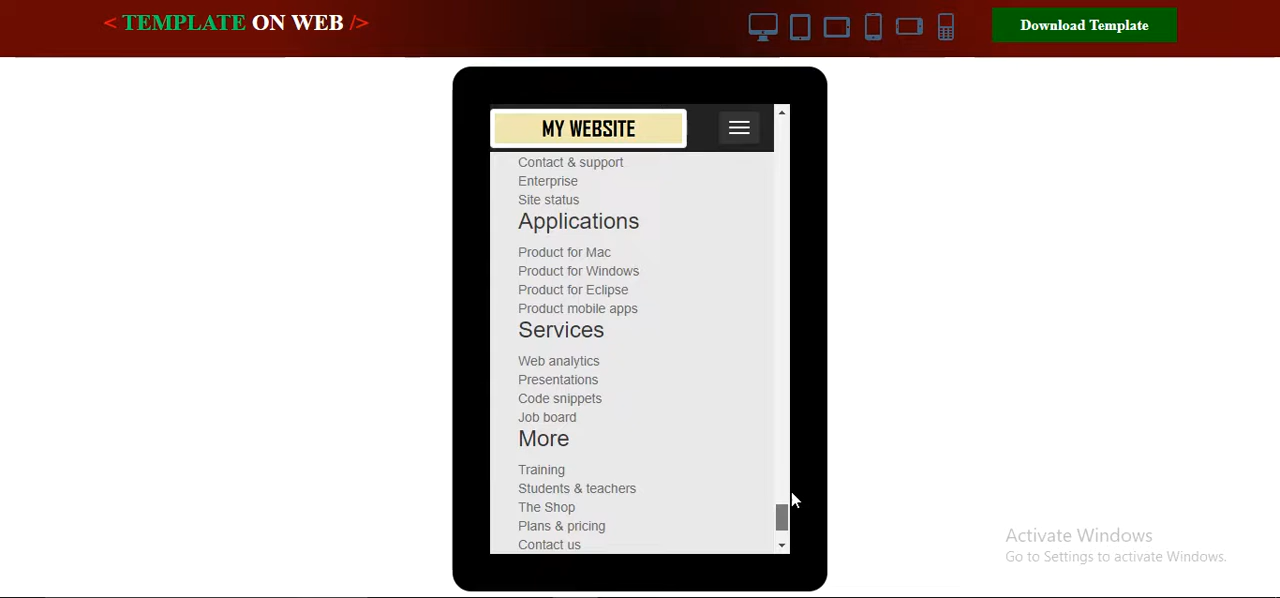 < TEMPLATE ON WEB />
Download Template
MY WEBSITE
Contact & support
Enterprise
Site status
Applications
Product for Mac
Product for Windows
Product for Eclipse
Product mobile apps
Services
Web analytics
Presentations
Code snippets
Job board
More
Training
Students & teachers
The Shop
Plans & pricing
Contact us
Activate Windows
Go to Settings to activate Windows.